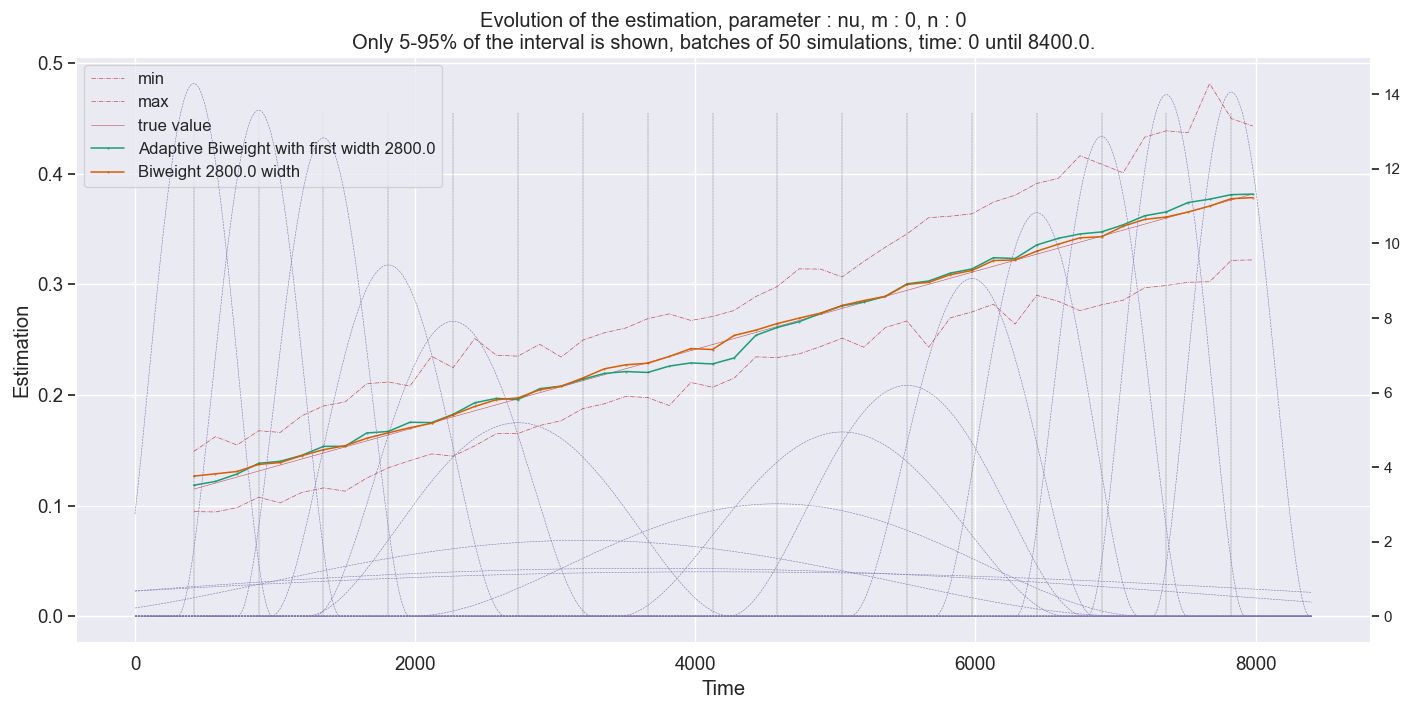 Evolution of the estimation, parameter : nu, m : 0, n : 0
Only 5-95% of the interval is shown, batches of 50 simulations, time: 0 until 8400.0.
min
max
true value
Adaptive Biweight with first width 2800.0
Biweight 2800.0 width
Estimation
0.5
0.4
0.3
0.2
0.1
0.0
14
12
10
8
6
4
2
0
0
2000
4000
6000
8000
Time